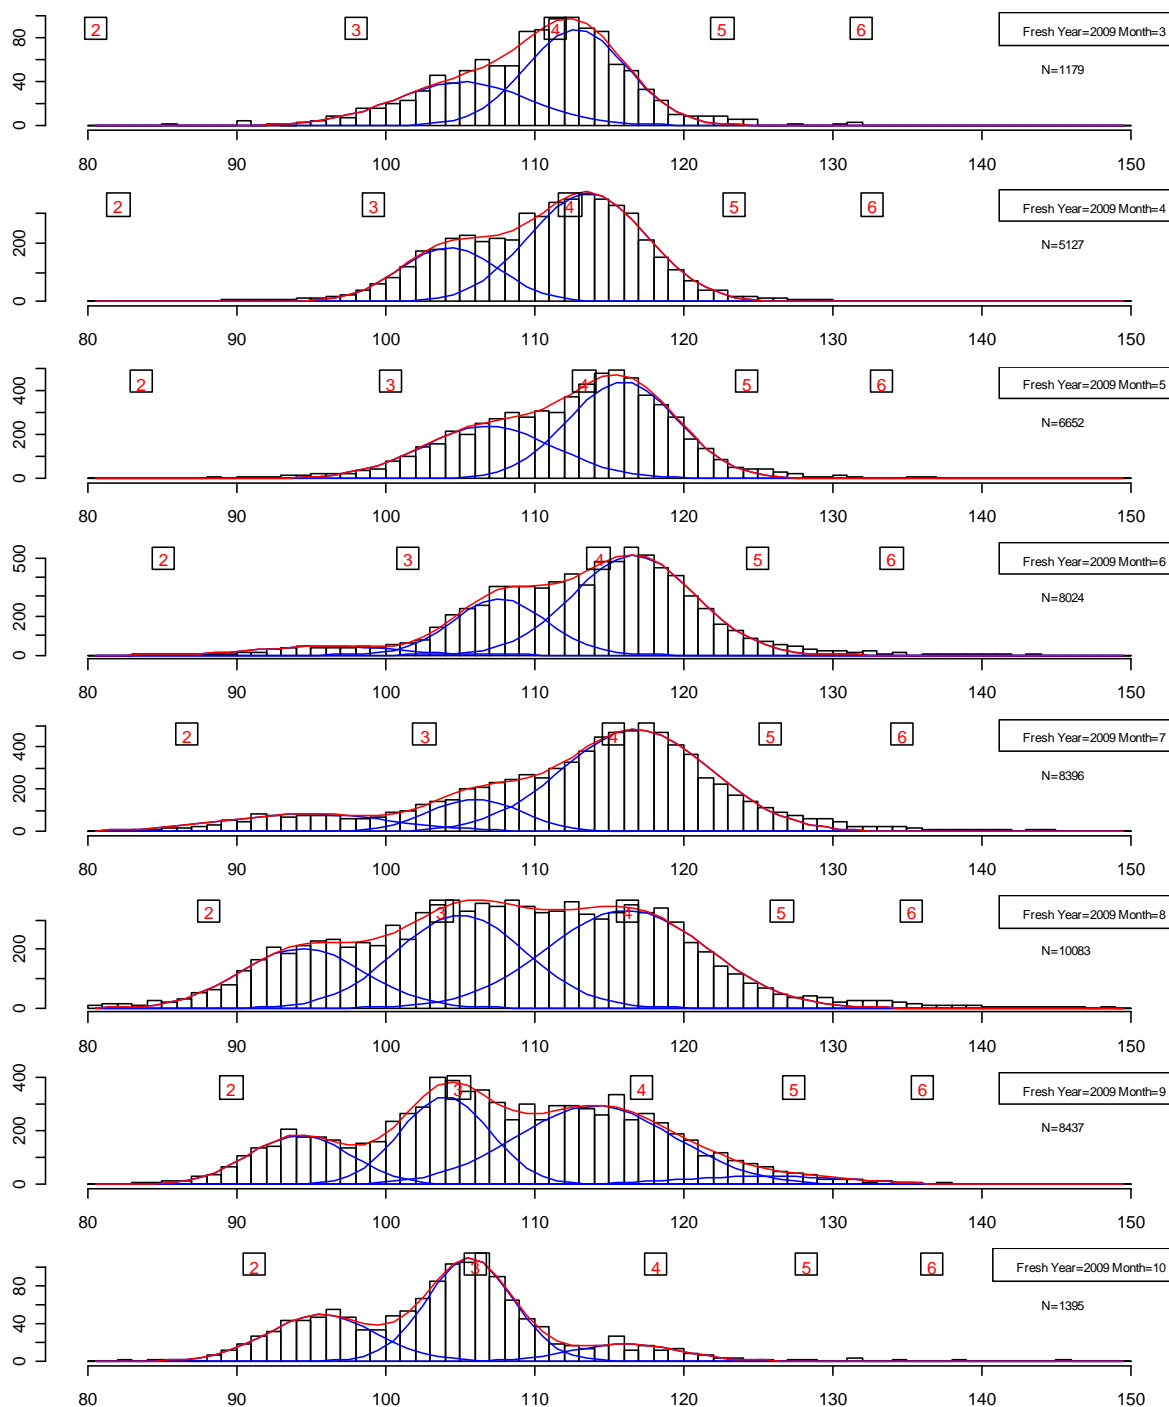 2 3 4 5 6 Fresh Year=2009 Month=3
N=1179
0 40 80
80 90 100 110 120 130 140 150
2 3 4 5 6 Fresh Year=2009 Month=4
N=5127
0 200
80 90 100 110 120 130 140 150
2 3 4 5 6 Fresh Year=2009 Month=5
N=6652
0 200 400
80 90 100 110 120 130 140 150
2 3 4 5 6 Fresh Year=2009 Month=6
N=8024
0 200 500
80 90 100 110 120 130 140 150
2 3 4 5 6 Fresh Year=2009 Month=7
N=8396
0 200 400
80 90 100 110 120 130 140 150
2 3 4 5 6 Fresh Year=2009 Month=8
N=10083
0 200
80 90 100 110 120 130 140 150
2 3 4 5 6 Fresh Year=2009 Month=9
N=8437
0 200 400
80 90 100 110 120 130 140 150
2 3 4 5 6 Fresh Year=2009 Month=10
N=1395
0 40 80
80 90 100 110 120 130 140 150